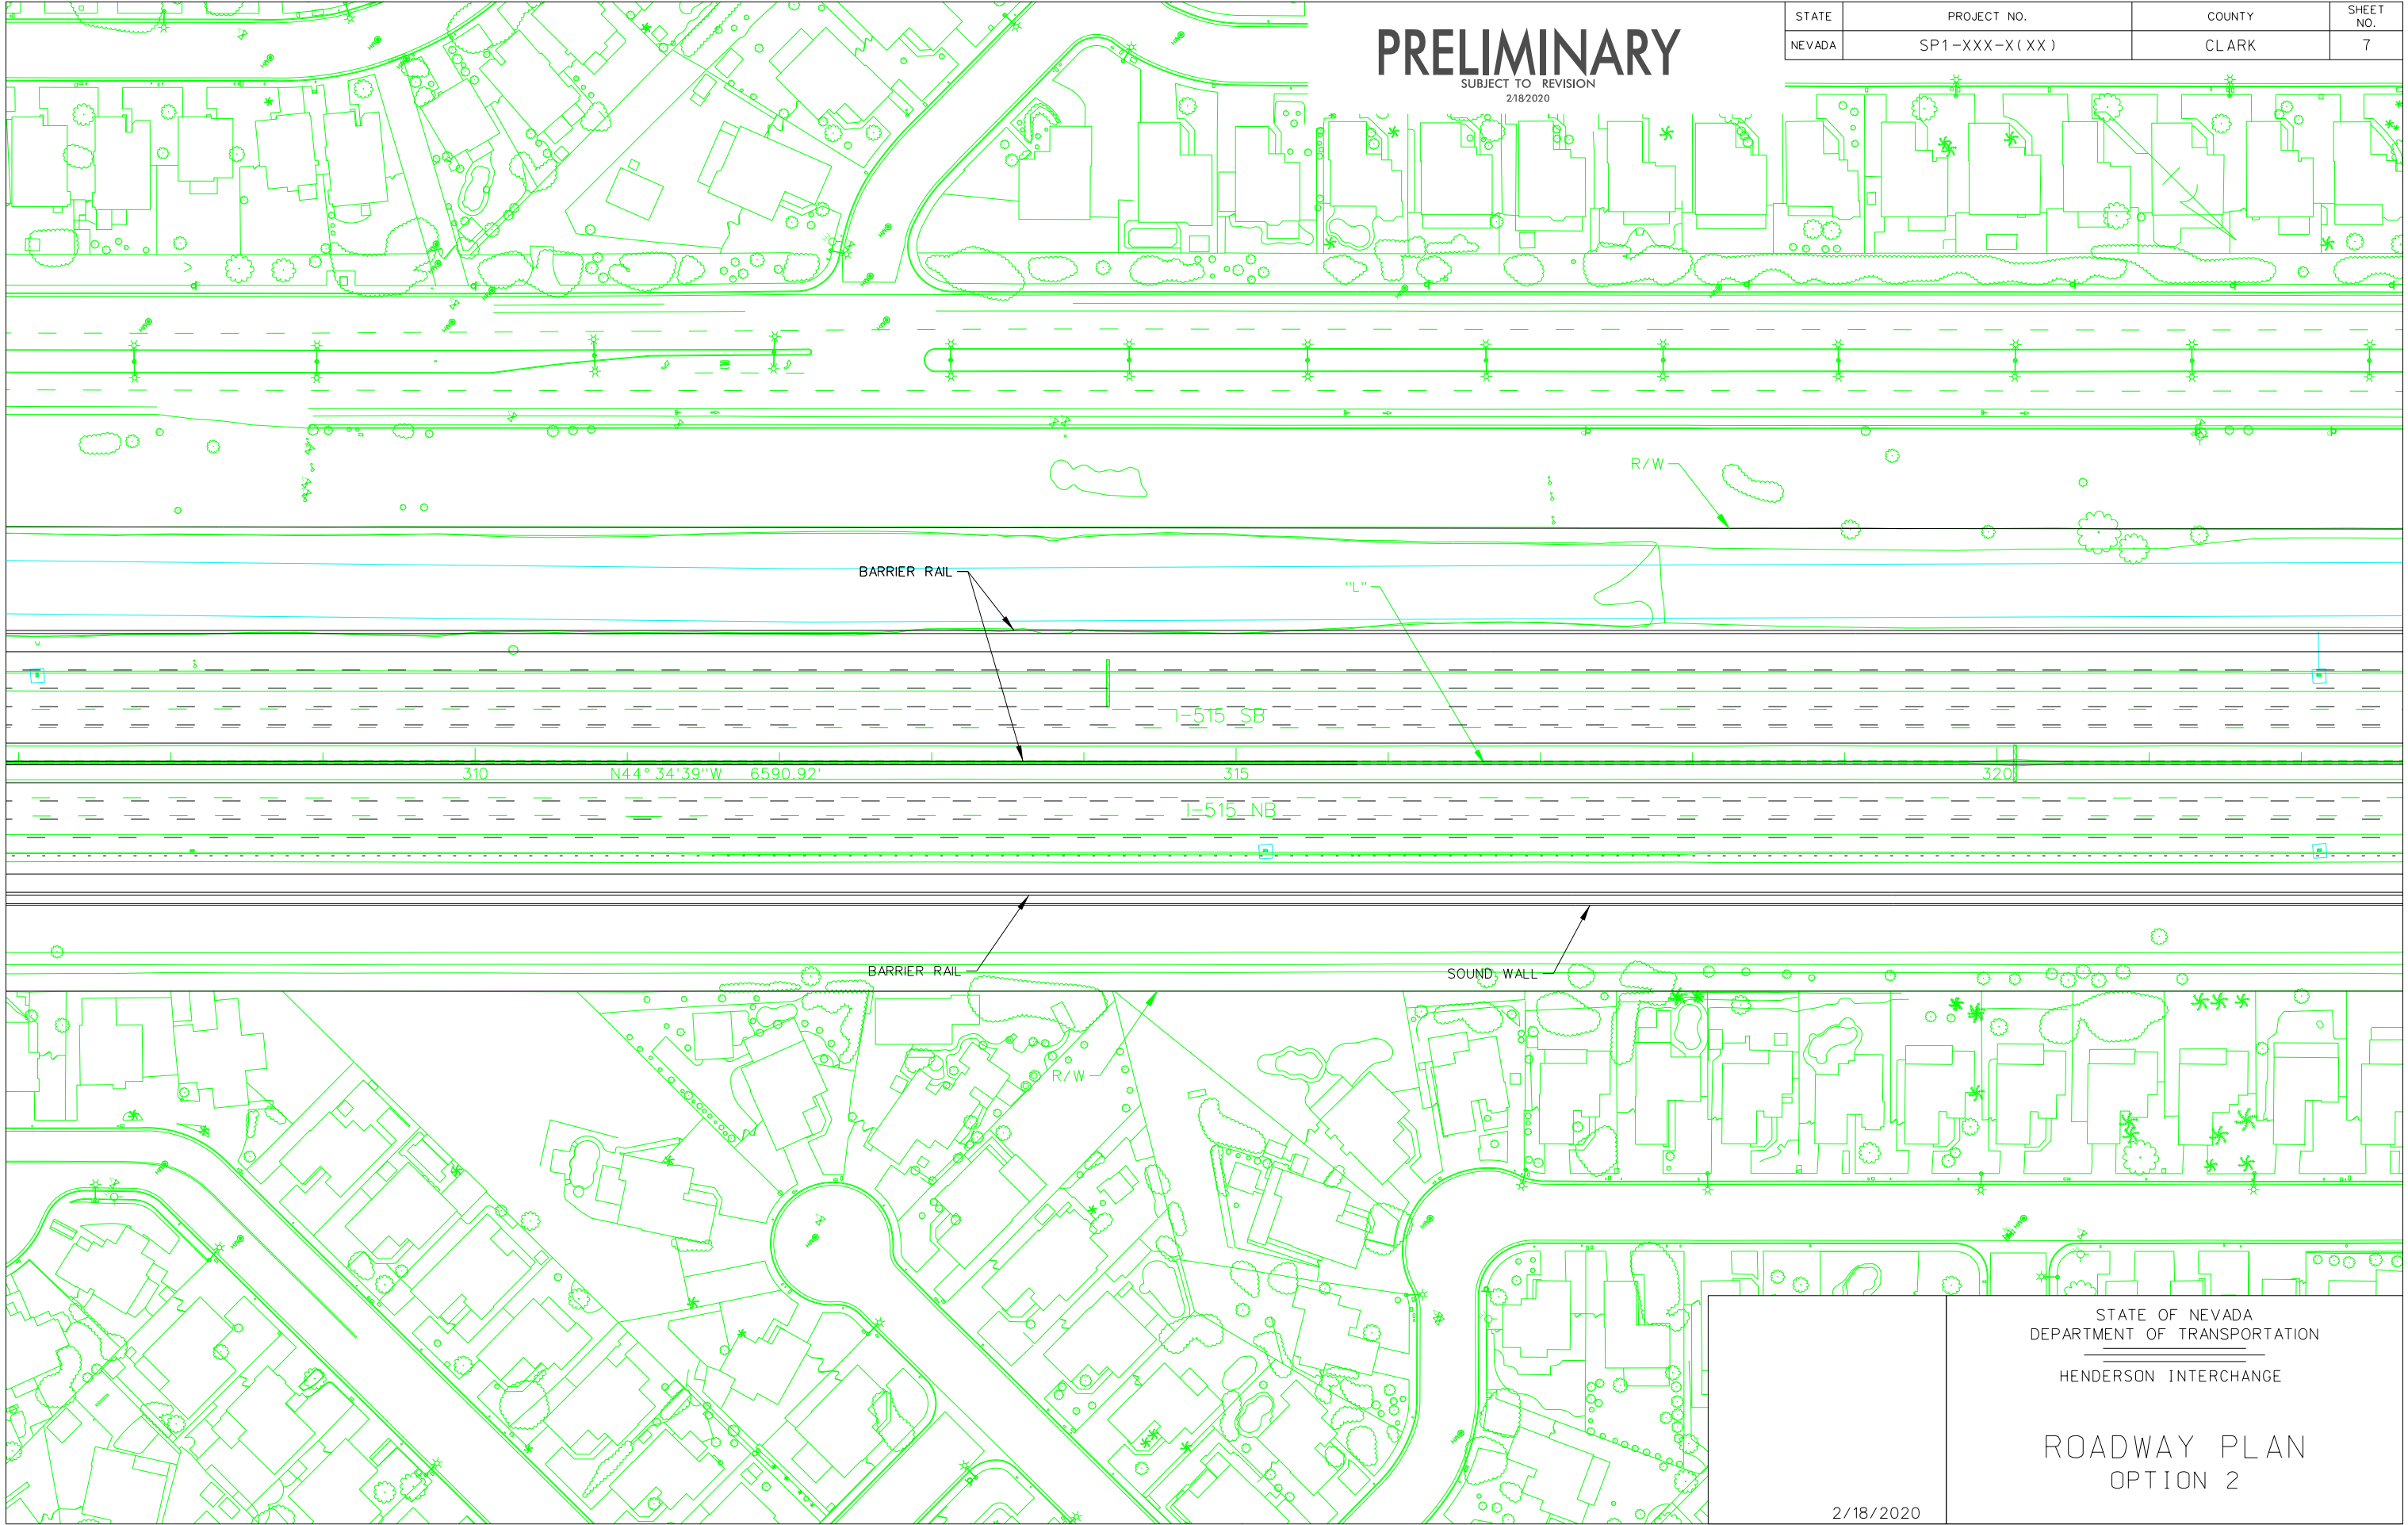 PRELIMINARY
SUBJECT TO REVISION
2/18/2020
STATE PROJECT NO. COUNTY SHEET NO.
NEVADA SP1-XXX-X(XX) CLARK 7
R/W
BARRIER RAIL
"L"
I-515 SB
310 N44°34'39"W 6590.92' 315 320
I-515 NB
BARRIER RAIL
SOUND WALL
R/W
STATE OF NEVADA
DEPARTMENT OF TRANSPORTATION
HENDERSON INTERCHANGE
ROADWAY PLAN
OPTION 2
2/18/2020